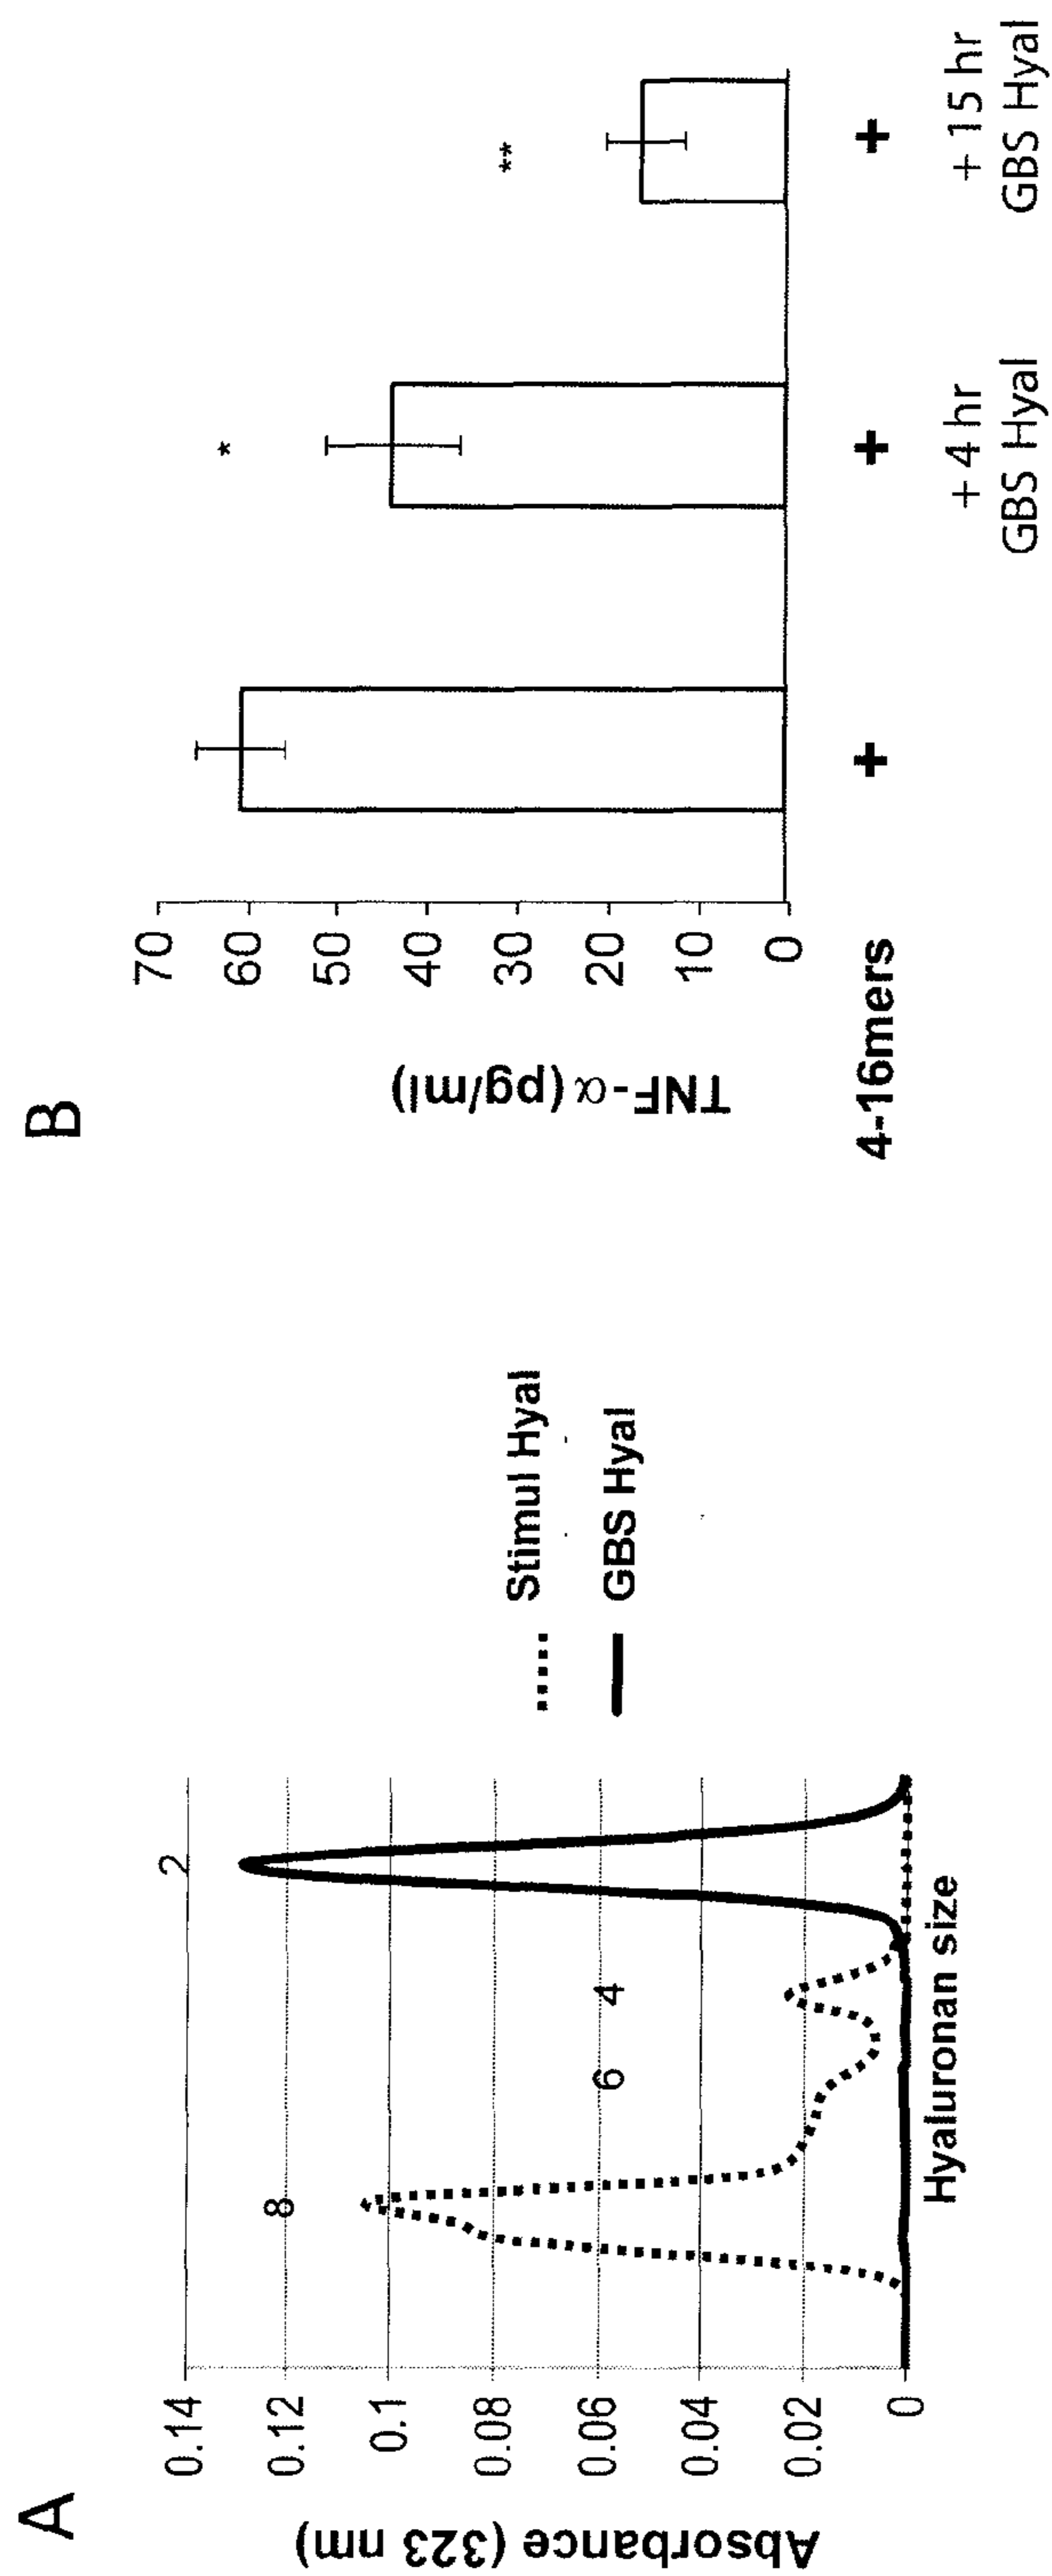 A
Absorbance (323 nm)
0.14
0.12
0.1
0.08
0.06
0.04
0.02
0
8
6
4
2
Hyaluronan size
Stimul Hyal
GBS Hyal
B
TNF-α (pg/ml)
70
60
50
40
30
20
10
0
*
**
4-16mers + + +
+ 4 hr
GBS Hyal
+ 15 hr
GBS Hyal